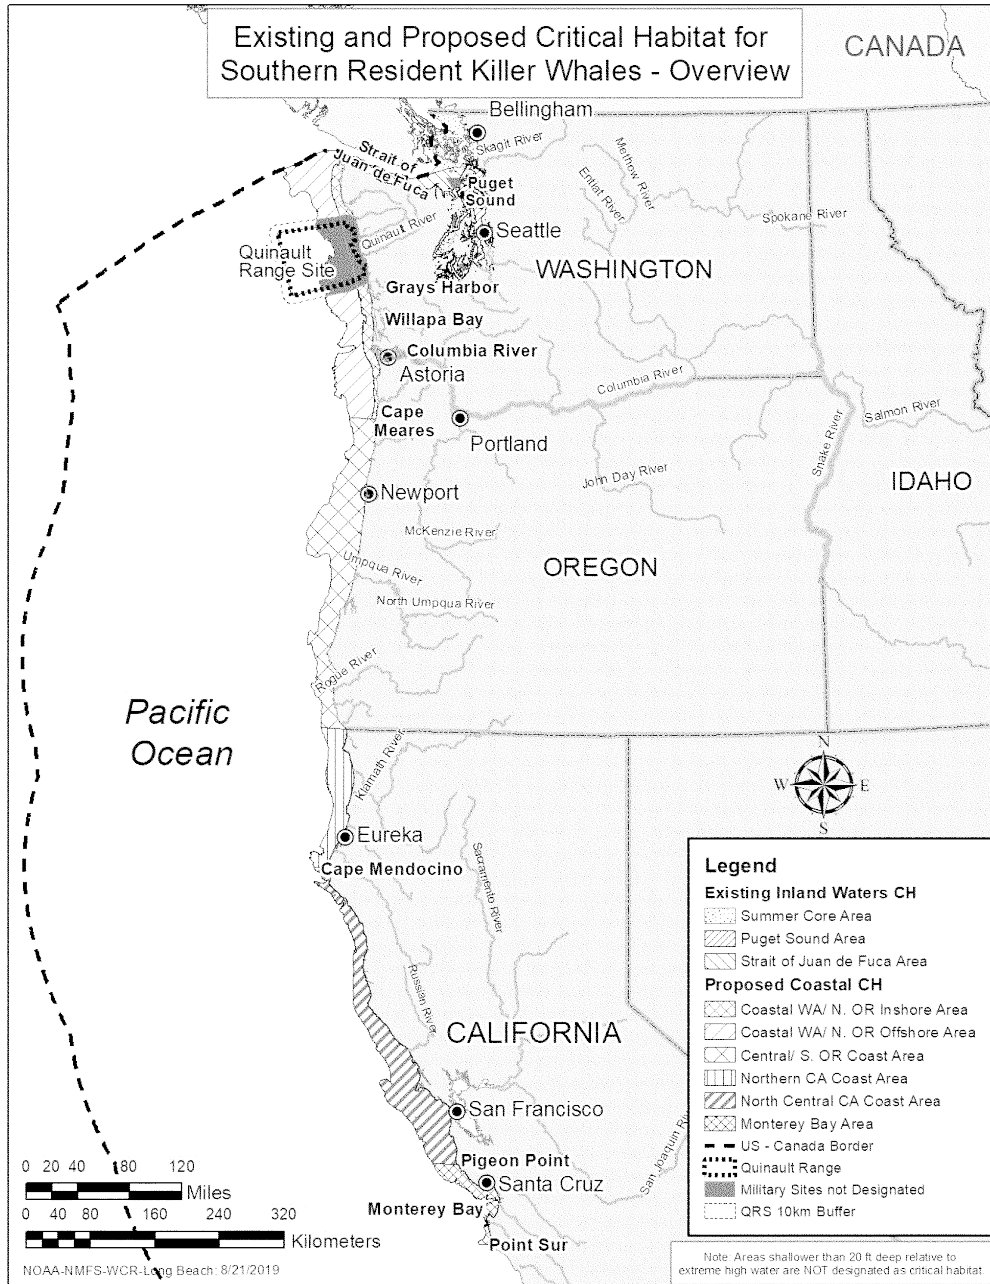 Existing and Proposed Critical Habitat for
Southern Resident Killer Whales - Overview
CANADA
Bellingham
Skagit River
Strait of
Juan de Fuca
Methow River
Entiat River
Puget
Sound
Spokane River
Quinault River
Seattle
Quinault
Range Site
WASHINGTON
Grays Harbor
Willapa Bay
Columbia River
Astoria
Columbia River
Cape
Meares
Salmon River
Portland
Snake River
John Day River
IDAHO
Newport
McKenzie River
Umpqua River
OREGON
North Umpqua River
Rogue River
Pacific
Ocean
Klamath River
N
W
E
S
Eureka
Cape Mendocino
Sacramento River
Russian River
CALIFORNIA
San Francisco
San Joaquin Ri
Pigeon Point
Santa Cruz
Monterey Bay
Point Sur
Legend
Existing Inland Waters CH
Summer Core Area
Puget Sound Area
Strait of Juan de Fuca Area
Proposed Coastal CH
Coastal WA/ N. OR Inshore Area
Coastal WA/ N. OR Offshore Area
Central/ S. OR Coast Area
Northern CA Coast Area
North Central CA Coast Area
Monterey Bay Area
US - Canada Border
Quinault Range
Military Sites not Designated
QRS 10km Buffer
0 20 40 80 120
Miles
0 40 80 160 240 320
Kilometers
NOAA-NMFS-WCR-Long Beach: 8/21/2019
Note: Areas shallower than 20 ft deep relative to
extreme high water are NOT designated as critical habitat.